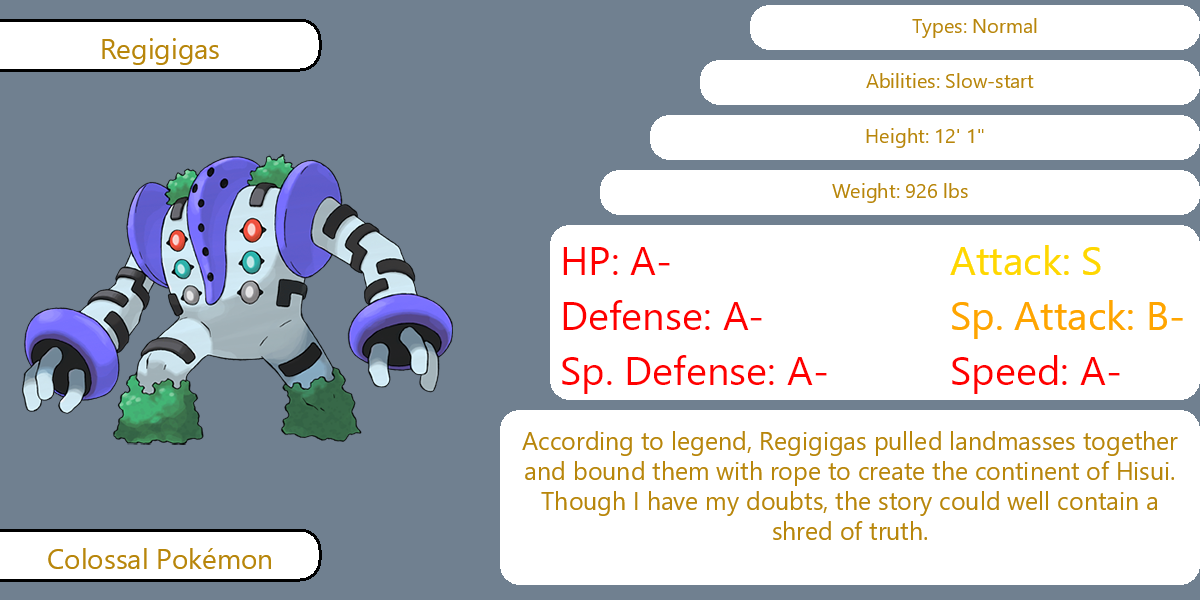 Regigigas
Types: Normal
Abilities: Slow-start
Height: 12' 1"
Weight: 926 lbs
HP: A-
Attack: S
Defense: A-
Sp. Attack: B-
Sp. Defense: A-
Speed: A-
According to legend, Regigigas pulled landmasses together
and bound them with rope to create the continent of Hisui.
Though I have my doubts, the story could well contain a
shred of truth.
Colossal Pokémon